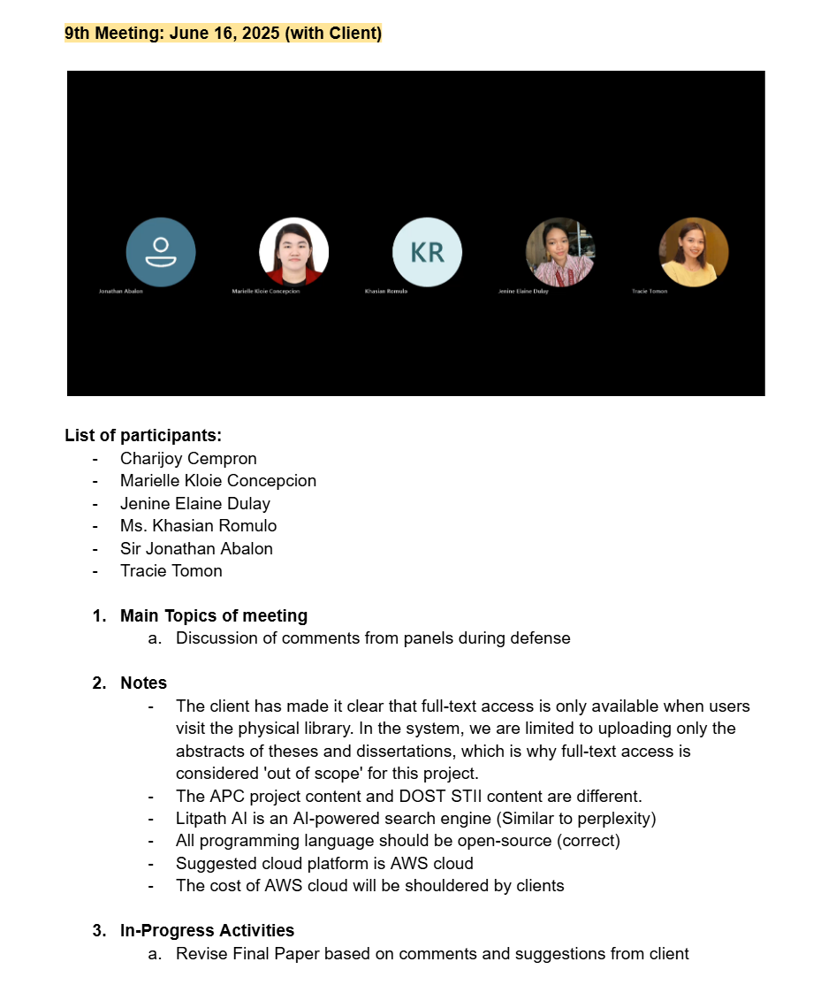 9th Meeting: June 16, 2025 (with Client)
KR
Jonathan Abalon
Marielle Kloie Concepcion
Khasian Romulo
Jenine Elaine Dulay
Tracie Tomon
List of participants:
- Charijoy Cempron
- Marielle Kloie Concepcion
- Jenine Elaine Dulay
- Ms. Khasian Romulo
- Sir Jonathan Abalon
- Tracie Tomon
1. Main Topics of meeting
a. Discussion of comments from panels during defense
2. Notes
- The client has made it clear that full-text access is only available when users
visit the physical library. In the system, we are limited to uploading only the
abstracts of theses and dissertations, which is why full-text access is
considered 'out of scope' for this project.
- The APC project content and DOST STII content are different.
- Litpath AI is an AI-powered search engine (Similar to perplexity)
- All programming language should be open-source (correct)
- Suggested cloud platform is AWS cloud
- The cost of AWS cloud will be shouldered by clients
3. In-Progress Activities
a. Revise Final Paper based on comments and suggestions from client